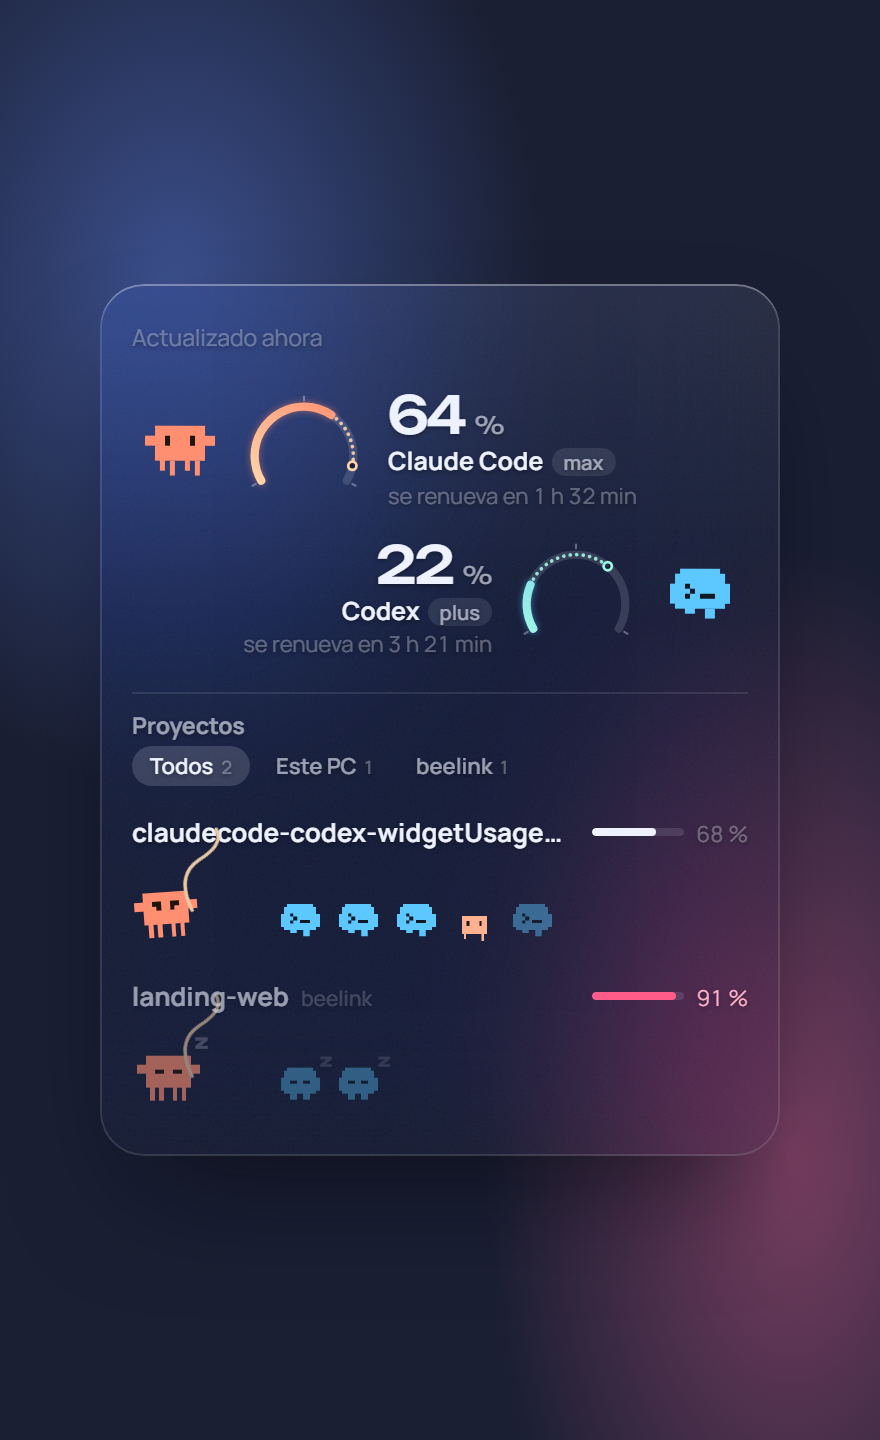 Actualizado ahora
64 %
Claude Code max
se renueva en 1 h 32 min
22 %
Codex plus
se renueva en 3 h 21 min
Proyectos
Todos 2 Este PC 1 beelink 1
claudecode-codex-widgetUsage… 68 %
landing-web beelink 91 %
z
z z